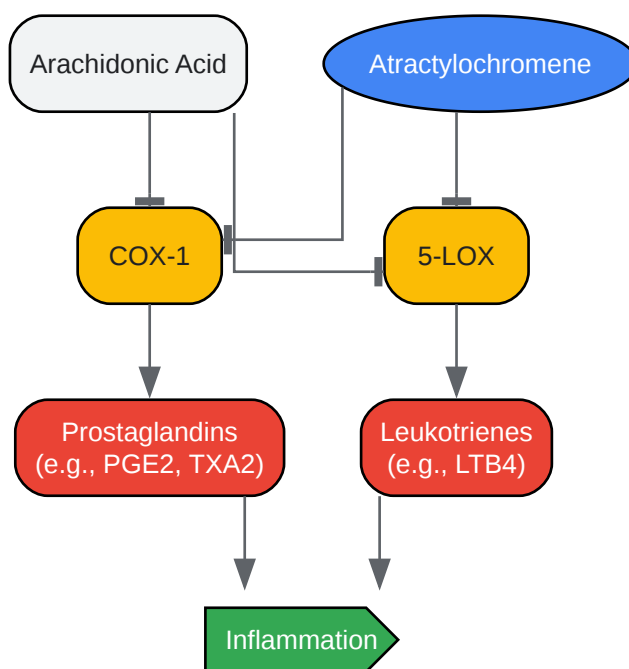 Arachidonic Acid
Atractylochromene
COX-1
5-LOX
Prostaglandins
(e.g., PGE2, TXA2)
Leukotrienes
(e.g., LTB4)
Inflammation